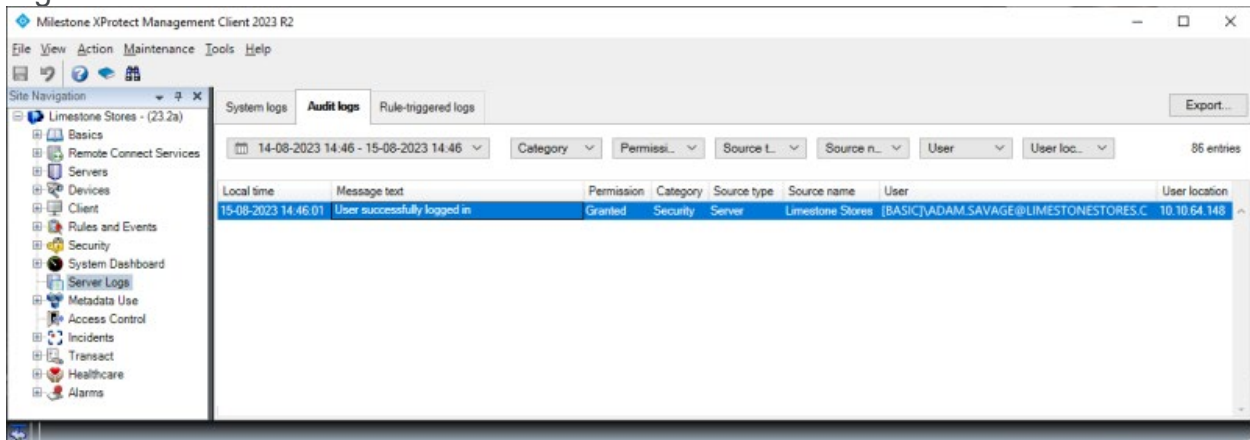 Milestone XProtect Management Client 2023 R2
File View Action Maintenance Tools Help
Site Navigation
Limestone Stores - (23.2a)
Basics
Remote Connect Services
Servers
Devices
Client
Rules and Events
Security
System Dashboard
Server Logs
Metadata Use
Access Control
Incidents
Transact
Healthcare
Alarms
System logs Audit logs Rule-triggered logs Export...
14-08-2023 14:46 - 15-08-2023 14:46 Category Permissi... Source t... Source n... User User loc... 86 entries
Local time Message text Permission Category Source type Source name User User location
15-08-2023 14:46:01 User successfully logged in Granted Security Server Limestone Stores [BASIC]\ADAM.SAVAGE@LIMESTONESTORES.C 10.10.64.148